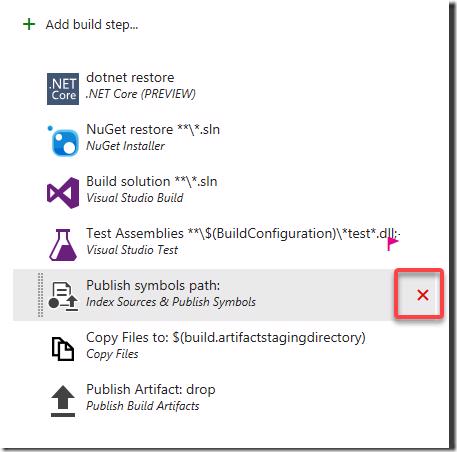 + Add build step...
.NET
Core
dotnet restore
.NET Core (PREVIEW)
NuGet restore **\*.sln
NuGet Installer
Build solution **\*.sln
Visual Studio Build
Test Assemblies **\$(BuildConfiguration)\*test*.dll;-
Visual Studio Test
Publish symbols path:
Index Sources & Publish Symbols
Copy Files to: $(build.artifactstagingdirectory)
Copy Files
Publish Artifact: drop
Publish Build Artifacts